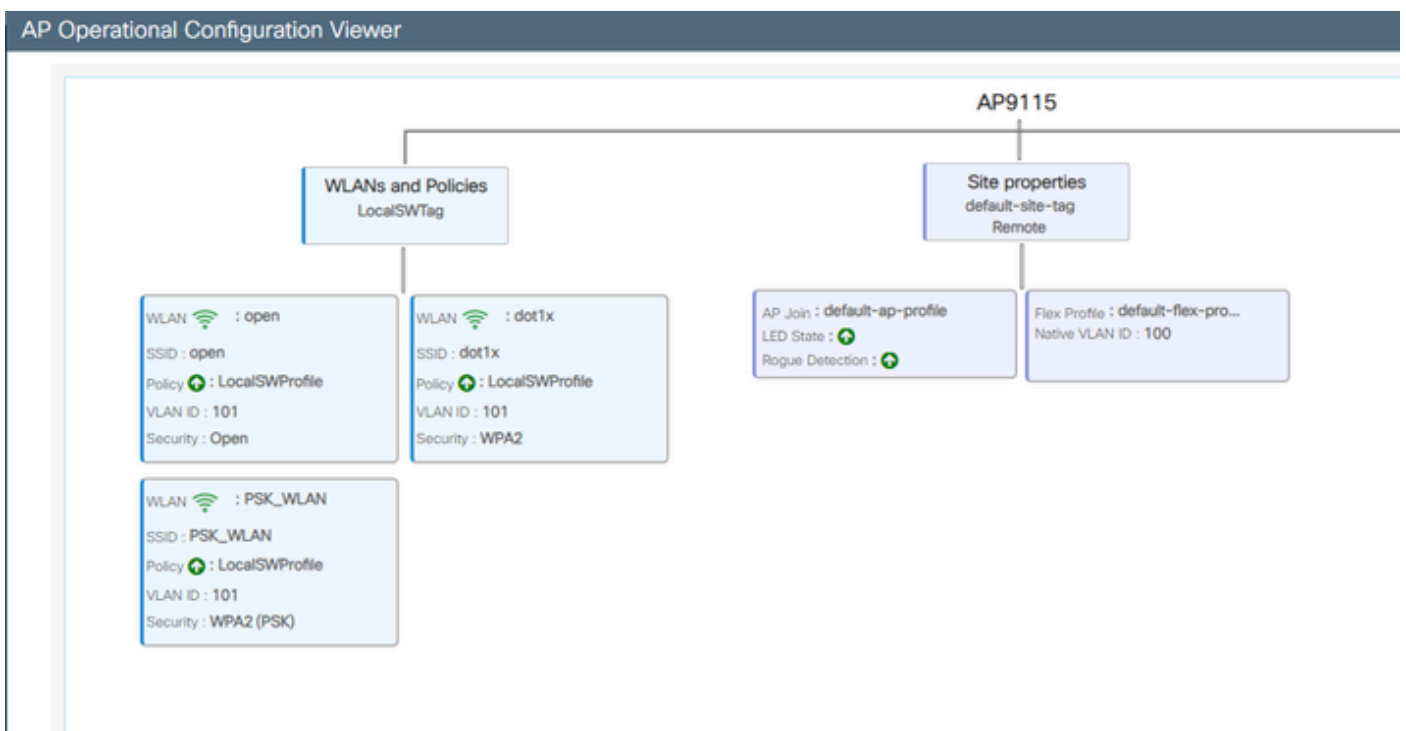 AP Operational Configuration Viewer
AP9115
WLANs and Policies
LocalSWTag
Site properties
default-site-tag
Remote
WLAN : open
SSID : open
Policy : LocalSWProfile
VLAN ID : 101
Security : Open
WLAN : dot1x
SSID : dot1x
Policy : LocalSWProfile
VLAN ID : 101
Security : WPA2
AP Join : default-ap-profile
LED State :
Rogue Detection :
Flex Profile : default-flex-pro...
Native VLAN ID : 100
WLAN : PSK_WLAN
SSID : PSK_WLAN
Policy : LocalSWProfile
VLAN ID : 101
Security : WPA2 (PSK)